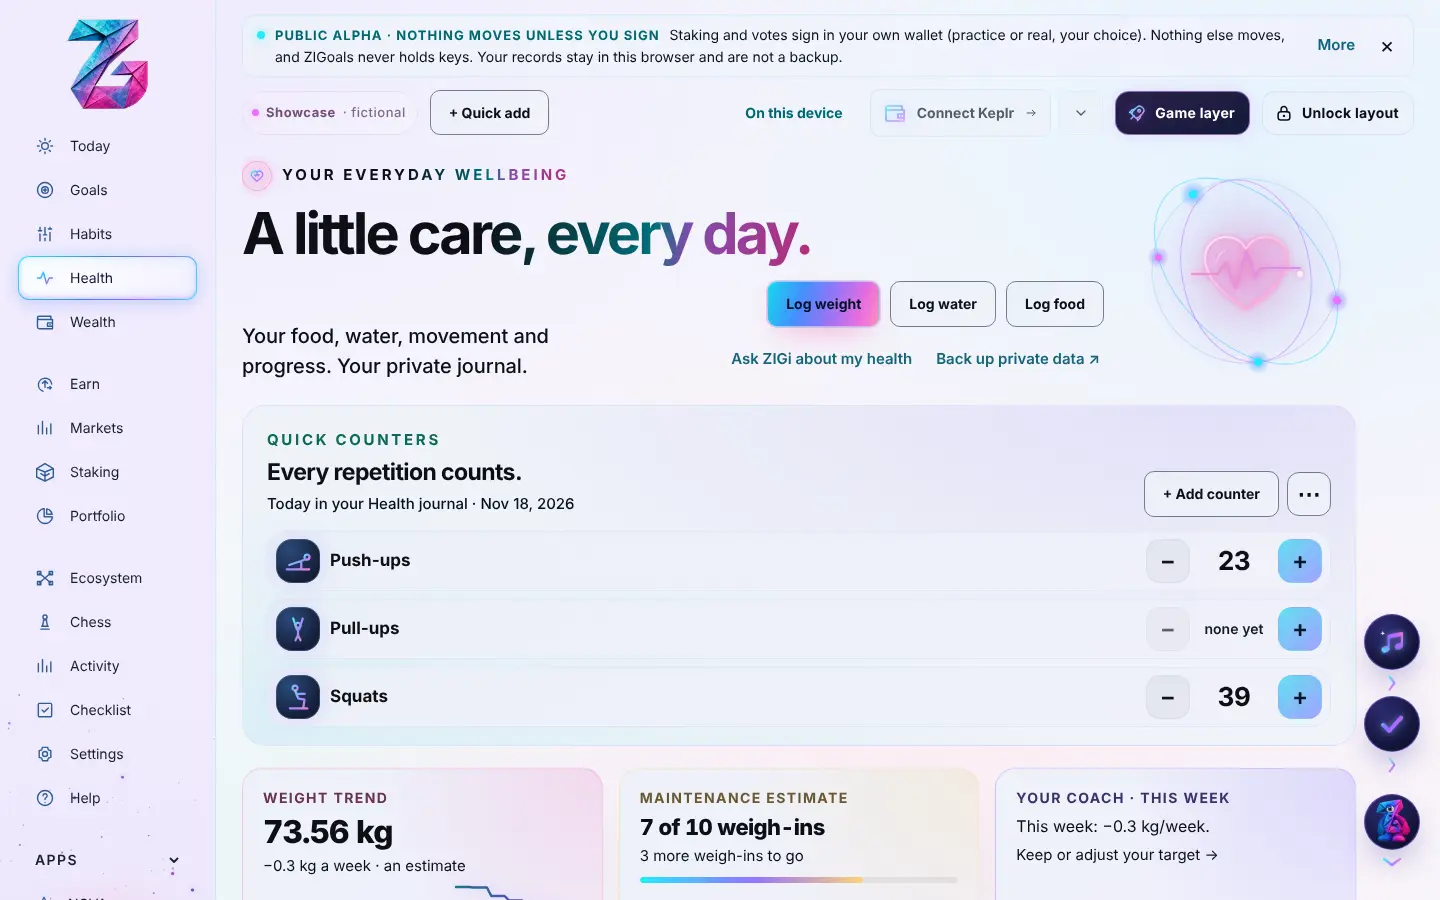 Today
Goals
Habits
Health
Wealth
Earn
Markets
Staking
Portfolio
Ecosystem
Chess
Activity
Checklist
Settings
Help
APPS
PUBLIC ALPHA · NOTHING MOVES UNLESS YOU SIGN Staking and votes sign in your own wallet (practice or real, your choice). Nothing else moves,
and ZIGoals never holds keys. Your records stay in this browser and are not a backup.
More
Showcase · fictional
+ Quick add
On this device
Connect Keplr →
Game layer
Unlock layout
YOUR EVERYDAY WELLBEING
A little care, every day.
Your food, water, movement and
progress. Your private journal.
Log weight
Log water
Log food
Ask ZIGi about my health
Back up private data ↗
QUICK COUNTERS
Every repetition counts.
Today in your Health journal · Nov 18, 2026
+ Add counter
Push-ups
− 23 +
Pull-ups
− none yet +
Squats
− 39 +
WEIGHT TREND
73.56 kg
−0.3 kg a week · an estimate
MAINTENANCE ESTIMATE
7 of 10 weigh-ins
3 more weigh-ins to go
YOUR COACH · THIS WEEK
This week: −0.3 kg/week.
Keep or adjust your target →